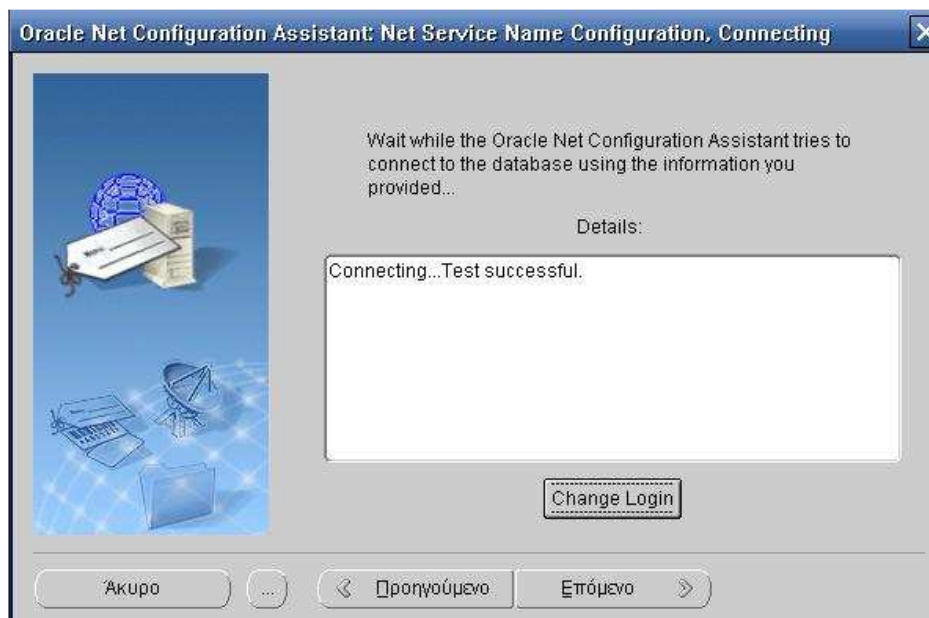 Oracle Net Configuration Assistant: Net Service Name Configuration, Connecting
Wait while the Oracle Net Configuration Assistant tries to
connect to the database using the information you
provided...
Details:
Connecting...Test successful.
Change Login
Άκυρο
...
Προηγούμενο
Επόμενο